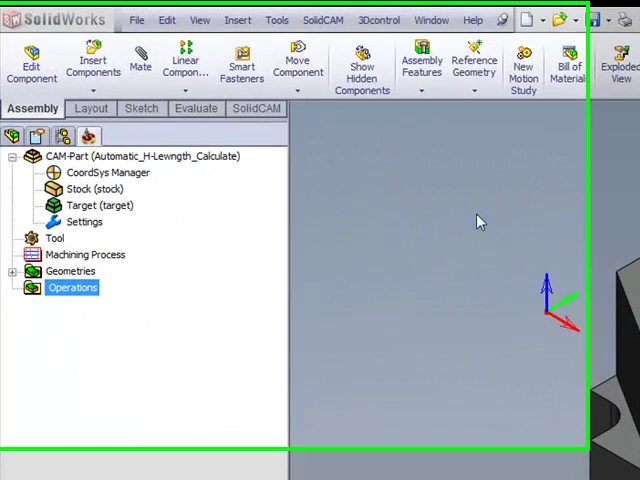 SolidWorks File Edit View Insert Tools SolidCAM 3Dcontrol Window Help
Edit Component
Insert Components
Mate
Linear Compon...
Smart Fasteners
Move Component
Show Hidden Components
Assembly Features
Reference Geometry
New Motion Study
Bill of Materials
Exploded View
Assembly Layout Sketch Evaluate SolidCAM
CAM-Part (Automatic_H-Lewngth_Calculate)
CoordSys Manager
Stock (stock)
Target (target)
Settings
Tool
Machining Process
Geometries
Operations